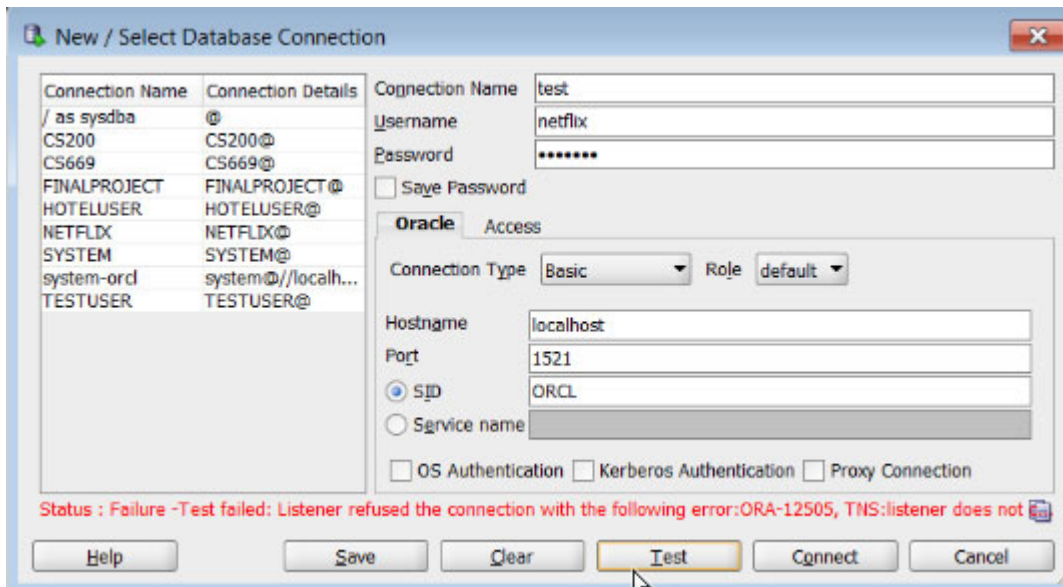 New / Select Database Connection
Connection Name Connection Details
/ as sysdba @
CS200 CS200@
CS669 CS669@
FINALPROJECT FINALPROJECT@
HOTELUSER HOTELUSER@
NETFLIX NETFLIX@
SYSTEM SYSTEM@
system-orcl system@//localh...
TESTUSER TESTUSER@
Connection Name test
Username netflix
Password •••••••
Save Password
Oracle Access
Connection Type Basic Role default
Hostname localhost
Port 1521
SID ORCL
Service name
OS Authentication Kerberos Authentication Proxy Connection
Status : Failure -Test failed: Listener refused the connection with the following error:ORA-12505, TNS:listener does not
Help Save Clear Test Connect Cancel